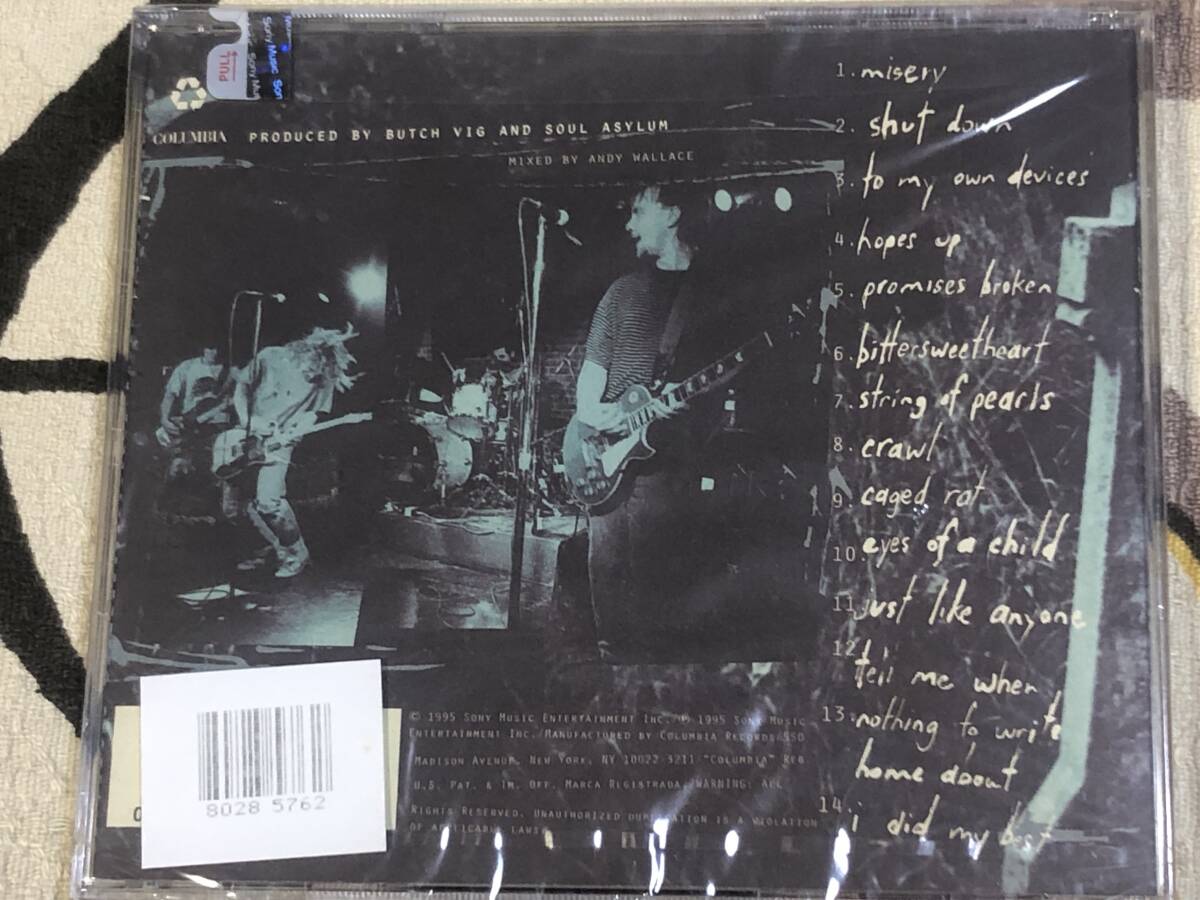 PULL
Sony Music
COLUMBIA PRODUCED BY BUTCH VIG AND SOUL ASYLUM
MIXED BY ANDY WALLACE
1. misery
2. shut down
3. to my own devices
4. hopes up
5. promises broken
6. bittersweetheart
7. string of pearls
8. crawl
9. caged rat
10. eyes of a child
11. just like anyone
12. tell me when
13. nothing to write
home about
14. i did my best
© 1995 SONY MUSIC ENTERTAINMENT INC./℗ 1995 SONY MUSIC
ENTERTAINMENT INC./MANUFACTURED BY COLUMBIA RECORDS/550
MADISON AVENUE, NEW YORK, NY 10022-3211/"COLUMBIA" REG.
U.S. PAT. & TM. OFF. MARCA REGISTRADA./WARNING: ALL
RIGHTS RESERVED. UNAUTHORIZED DUPLICATION IS A VIOLATION
OF APPLICABLE LAWS.
8028 5762